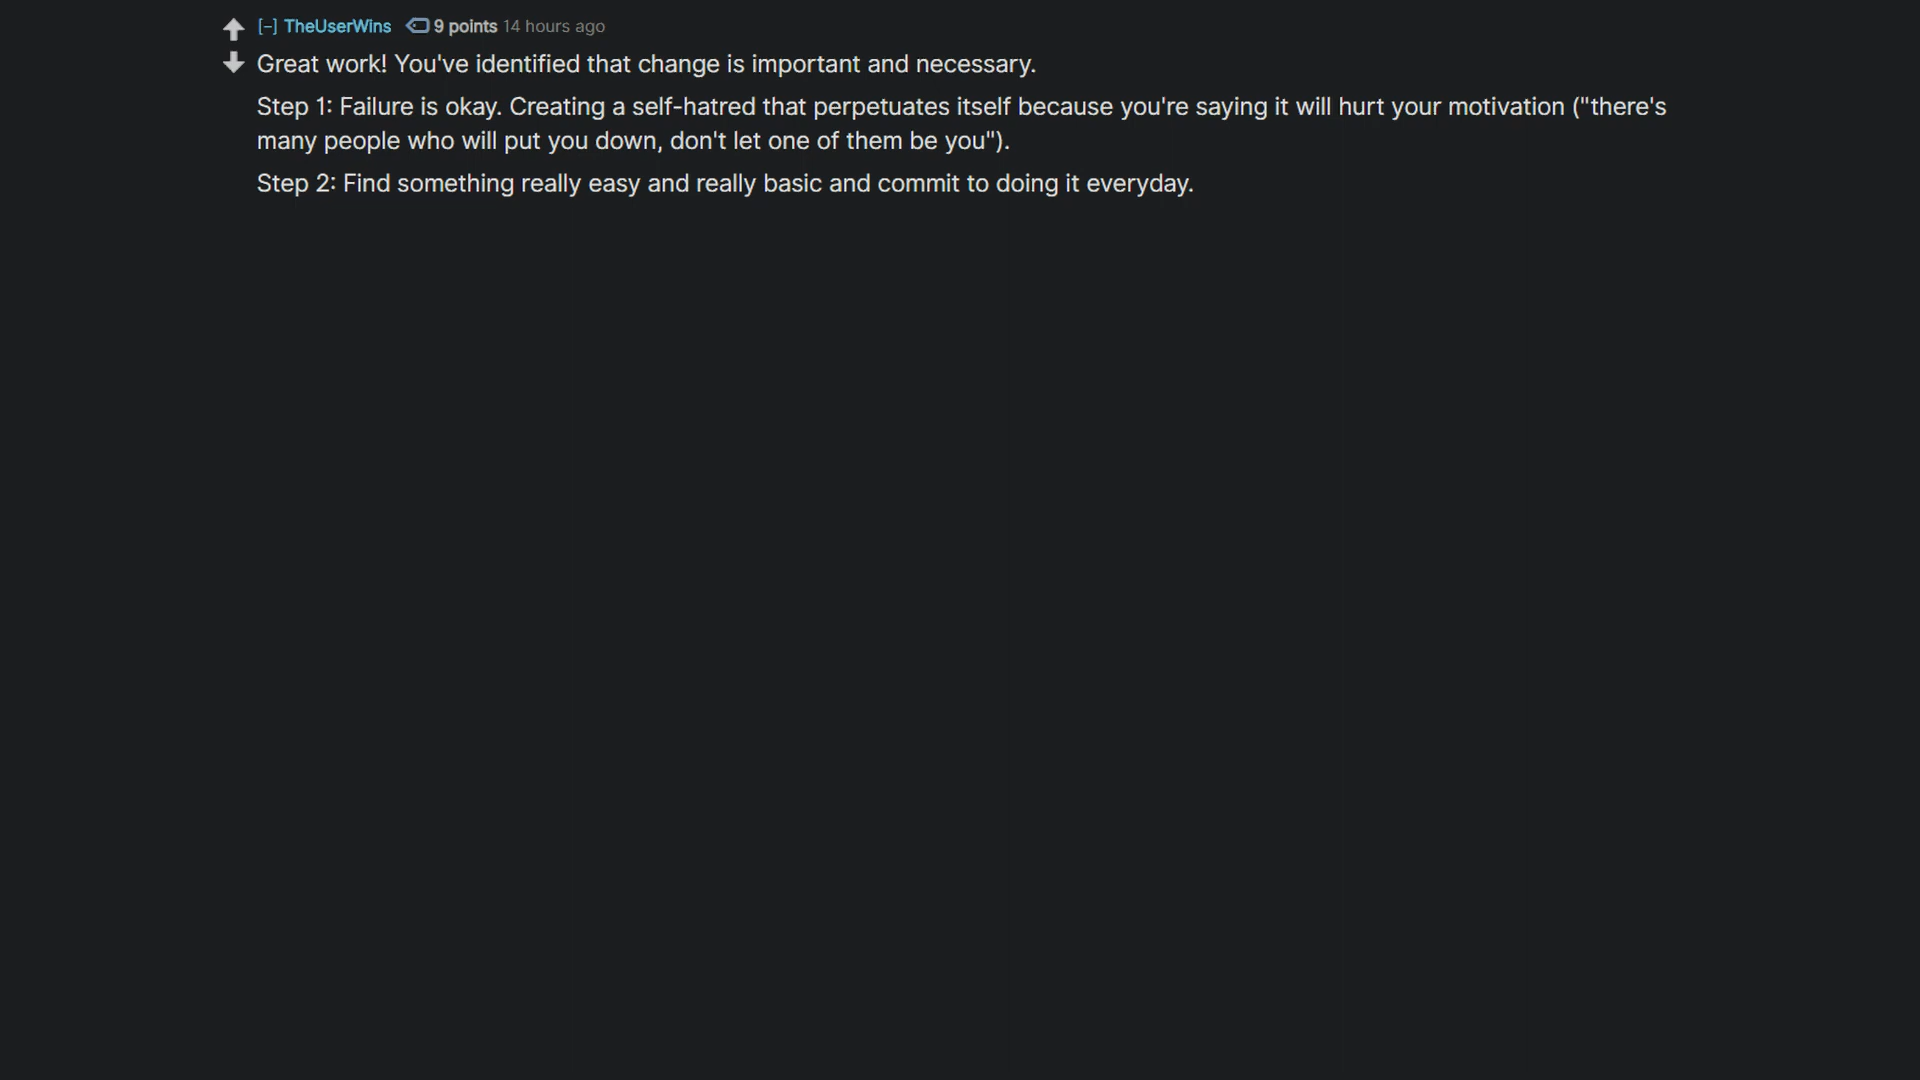 [–] TheUserWins 9 points 14 hours ago
Great work! You've identified that change is important and necessary.
Step 1: Failure is okay. Creating a self-hatred that perpetuates itself because you're saying it will hurt your motivation ("there's
many people who will put you down, don't let one of them be you").
Step 2: Find something really easy and really basic and commit to doing it everyday.